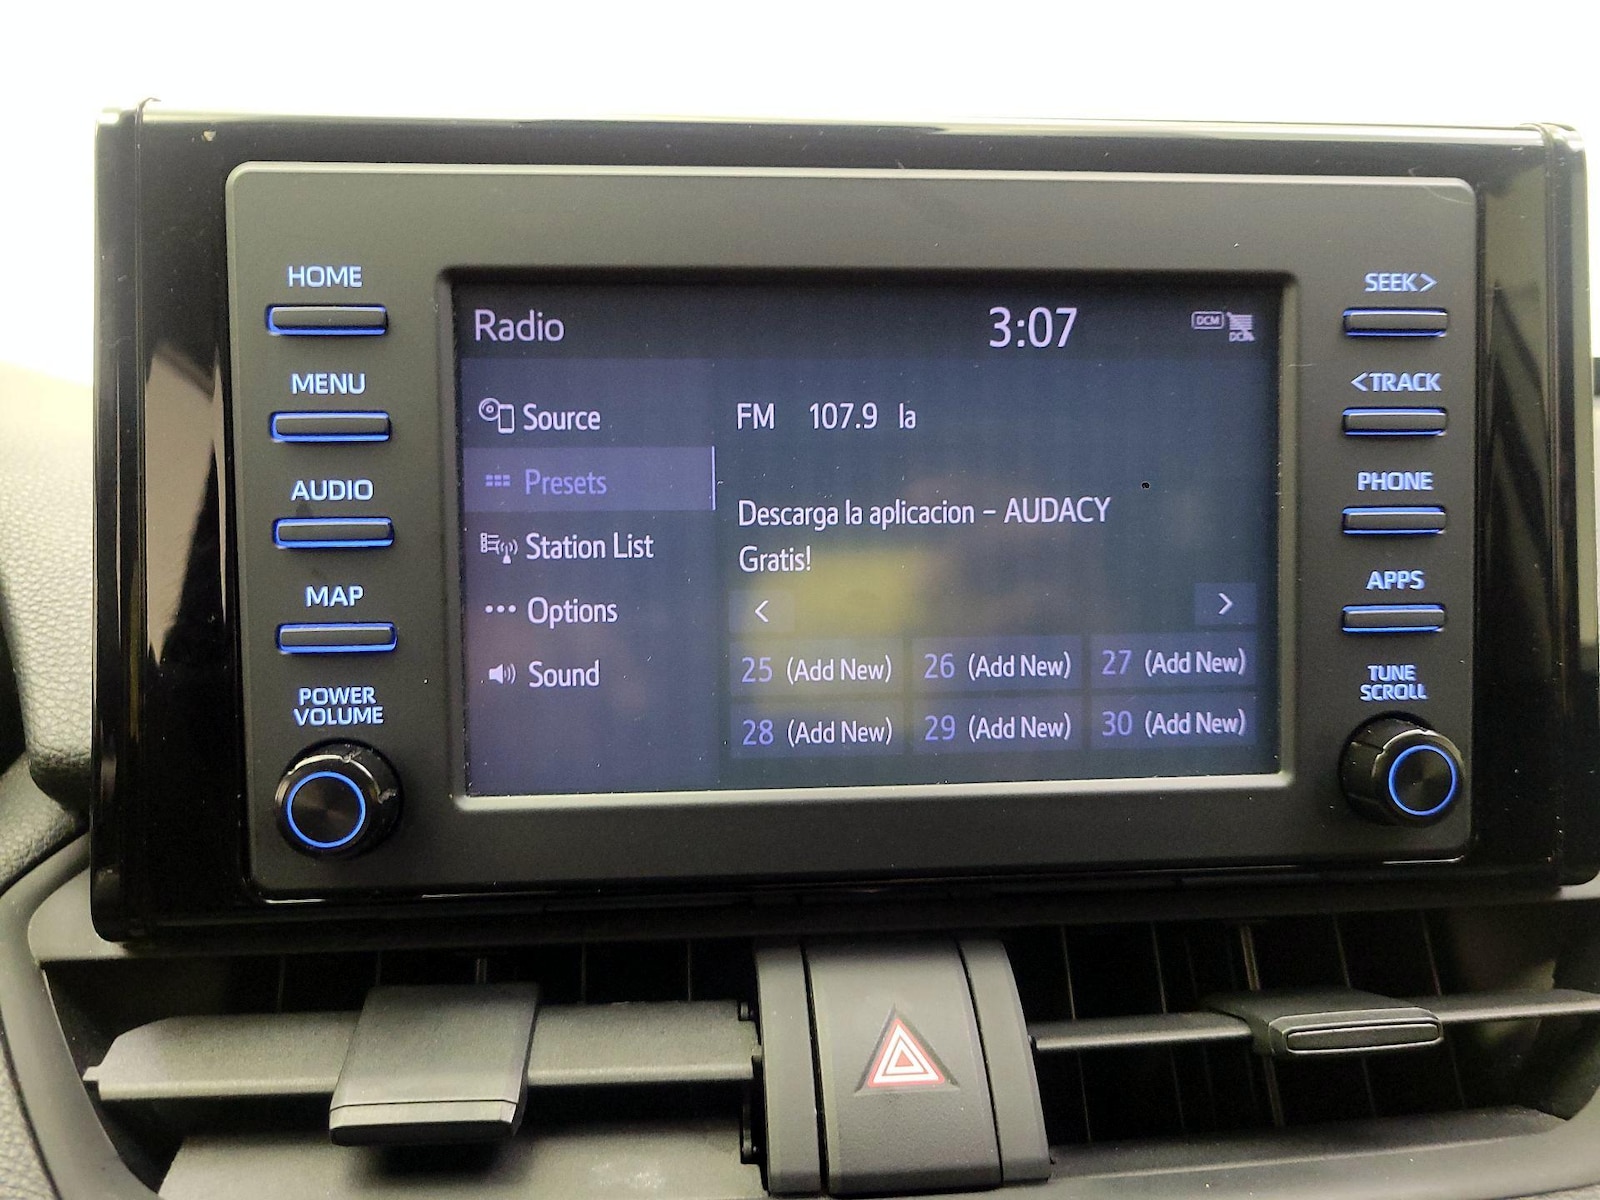 HOME
MENU
AUDIO
MAP
POWER
VOLUME
Radio
3:07
DCM
DCM
Source
Presets
Station List
Options
Sound
FM 107.9 la
Descarga la aplicacion - AUDACY
Gratis!
< >
25 (Add New) 26 (Add New) 27 (Add New)
28 (Add New) 29 (Add New) 30 (Add New)
SEEK >
< TRACK
PHONE
APPS
TUNE
SCROLL